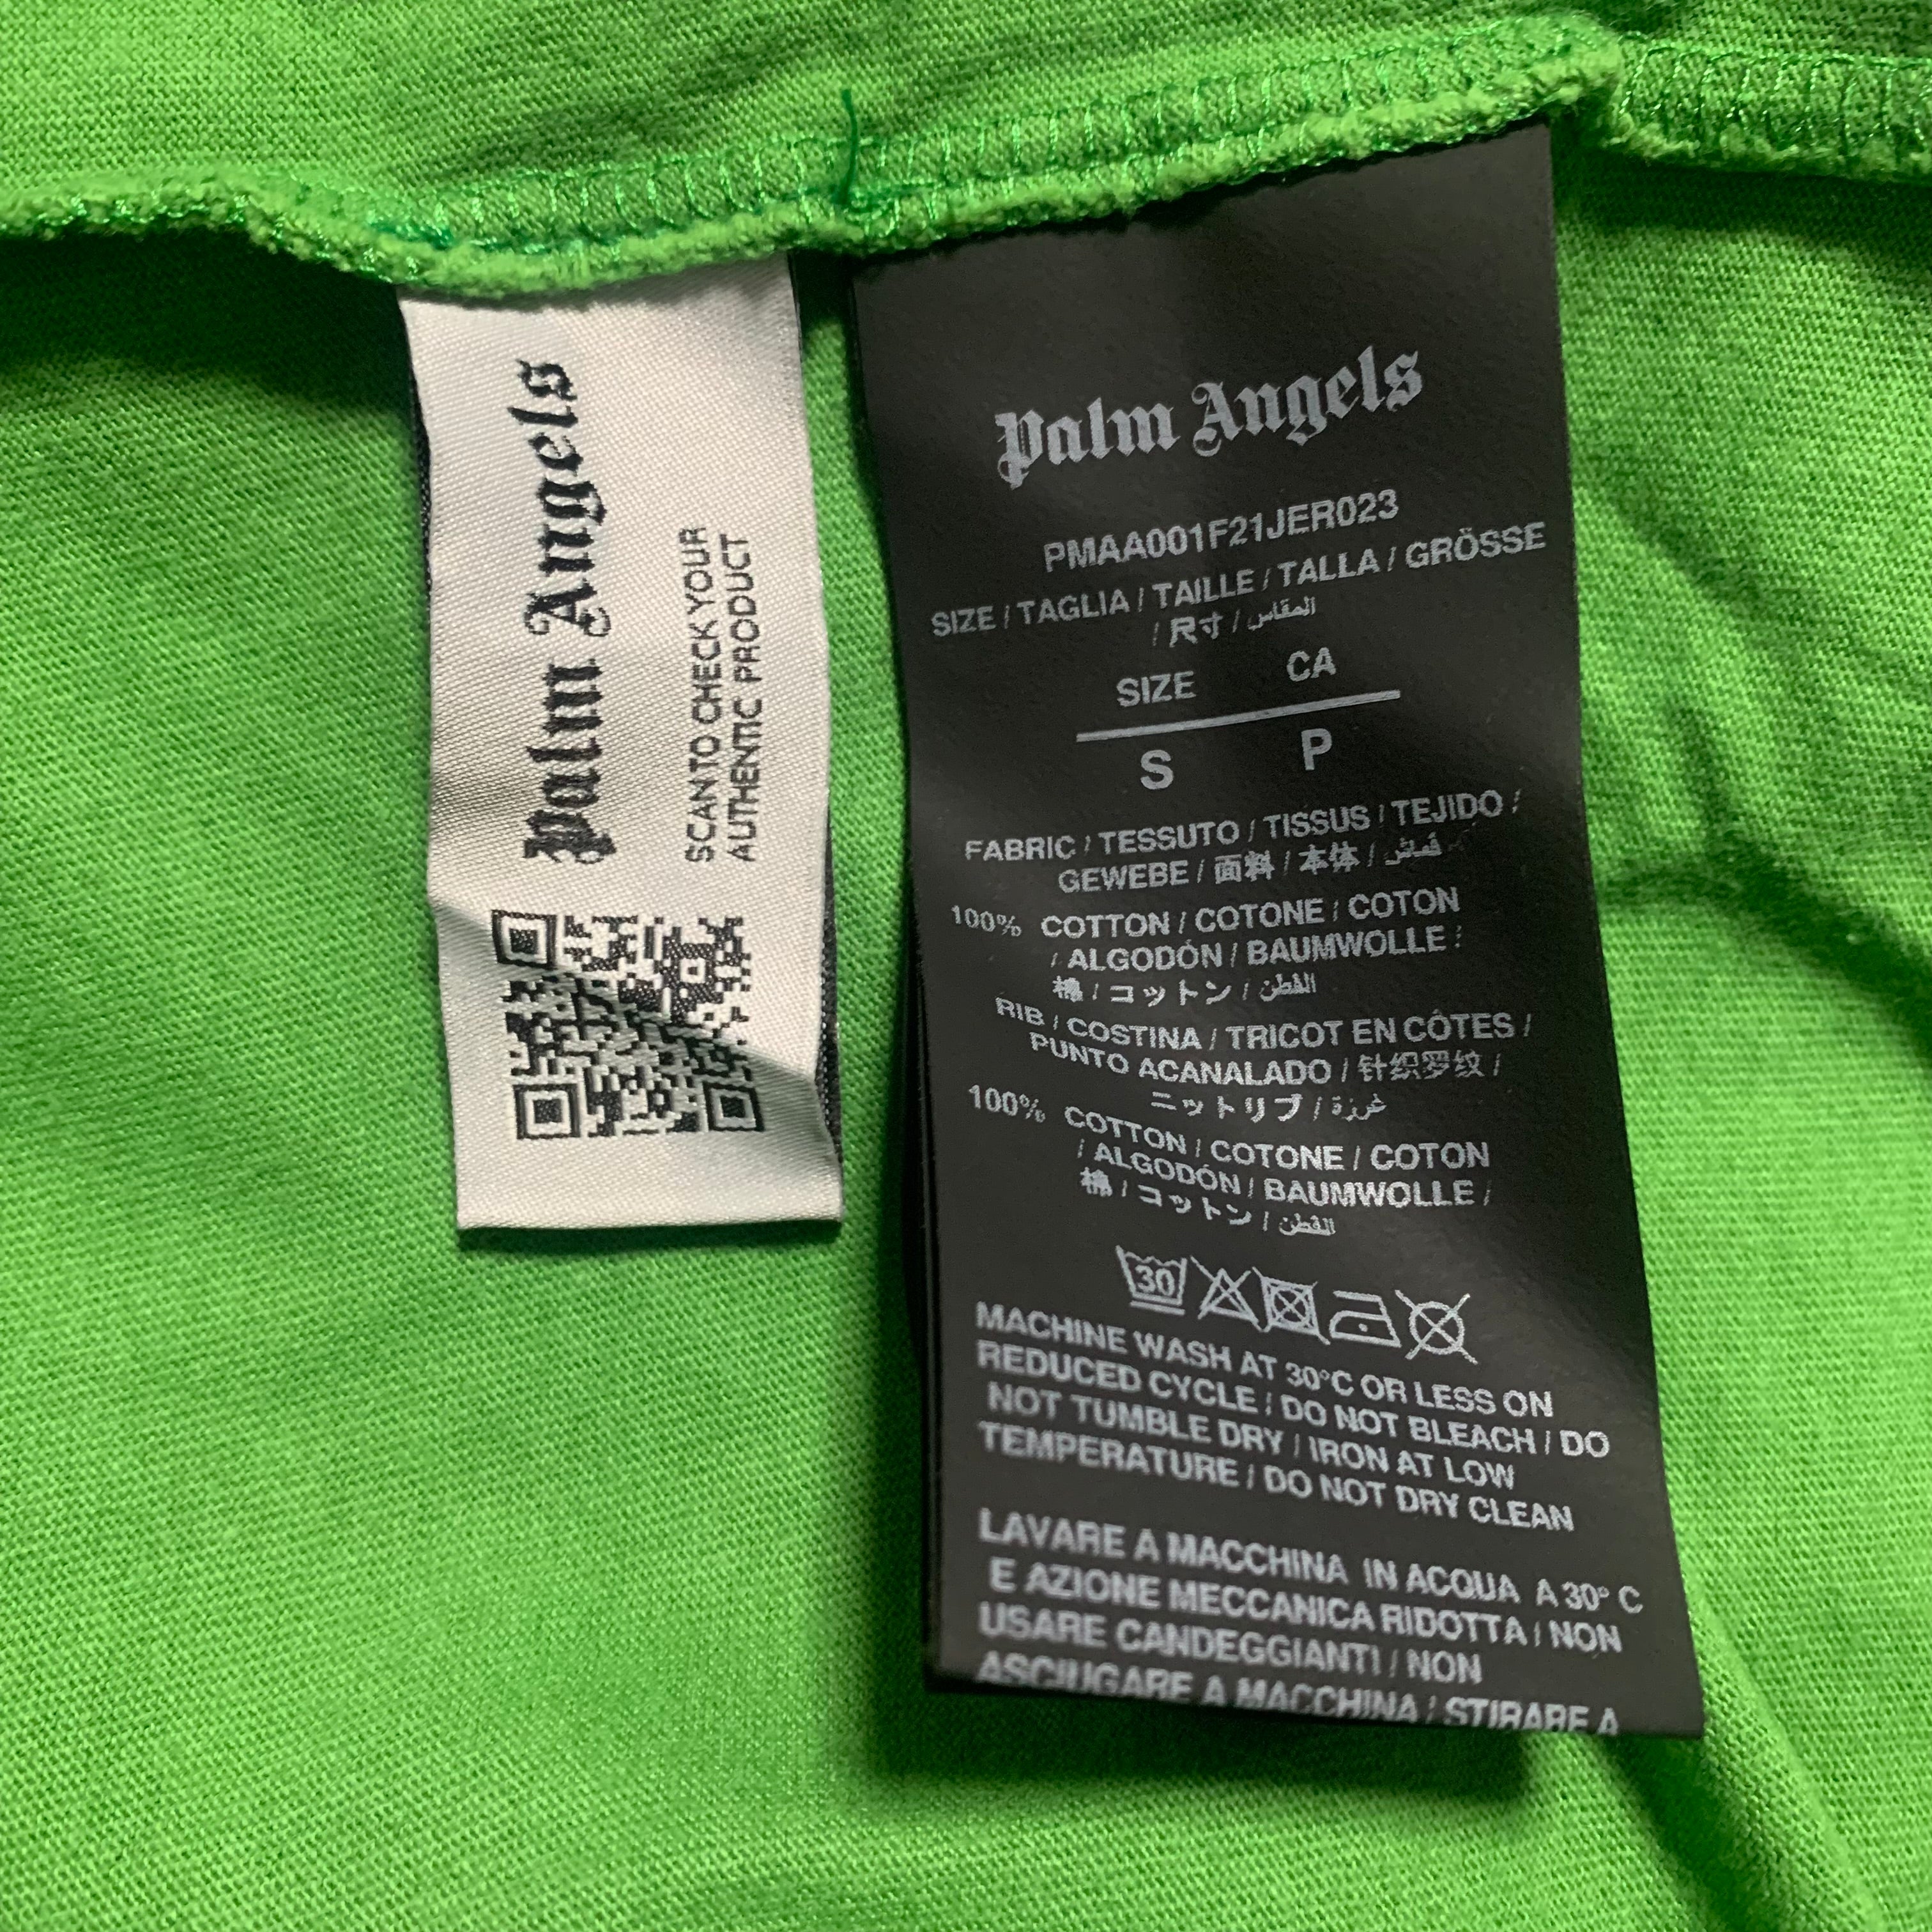 Palm Angels
SCAN TO CHECK YOUR
AUTHENTIC PRODUCT
Palm Angels
PMAA001F21JER023
SIZE / TAGLIA / TAILLE / TALLA / GRÖSSE
/ 尺寸 / المقاس
SIZE CA
S P
FABRIC / TESSUTO / TISSUS / TEJIDO /
GEWEBE / 面料 / 本体 / قماش
100% COTTON / COTONE / COTON
/ ALGODÓN / BAUMWOLLE /
棉 / コットン / القطن
RIB / COSTINA / TRICOT EN CÔTES /
PUNTO ACANALADO / 针织罗纹 /
ニットリブ / غرزة
100% COTTON / COTONE / COTON
/ ALGODÓN / BAUMWOLLE /
棉 / コットン / القطن
30
MACHINE WASH AT 30°C OR LESS ON
REDUCED CYCLE / DO NOT BLEACH / DO
NOT TUMBLE DRY / IRON AT LOW
TEMPERATURE / DO NOT DRY CLEAN
LAVARE A MACCHINA IN ACQUA A 30° C
E AZIONE MECCANICA RIDOTTA / NON
USARE CANDEGGIANTI / NON
ASCIUGARE A MACCHINA / STIRARE A